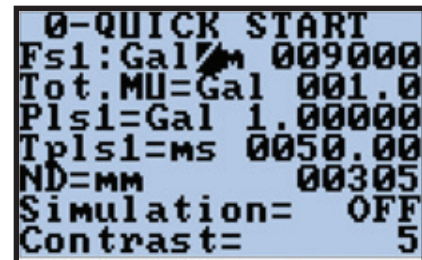 0-QUICK START
Fs1:Gal/m 009000
Tot.MU=Gal 001.0
Pls1=Gal 1.00000
Tpls1=ms 0050.00
ND=mm 00305
Simulation= OFF
Contrast= 5